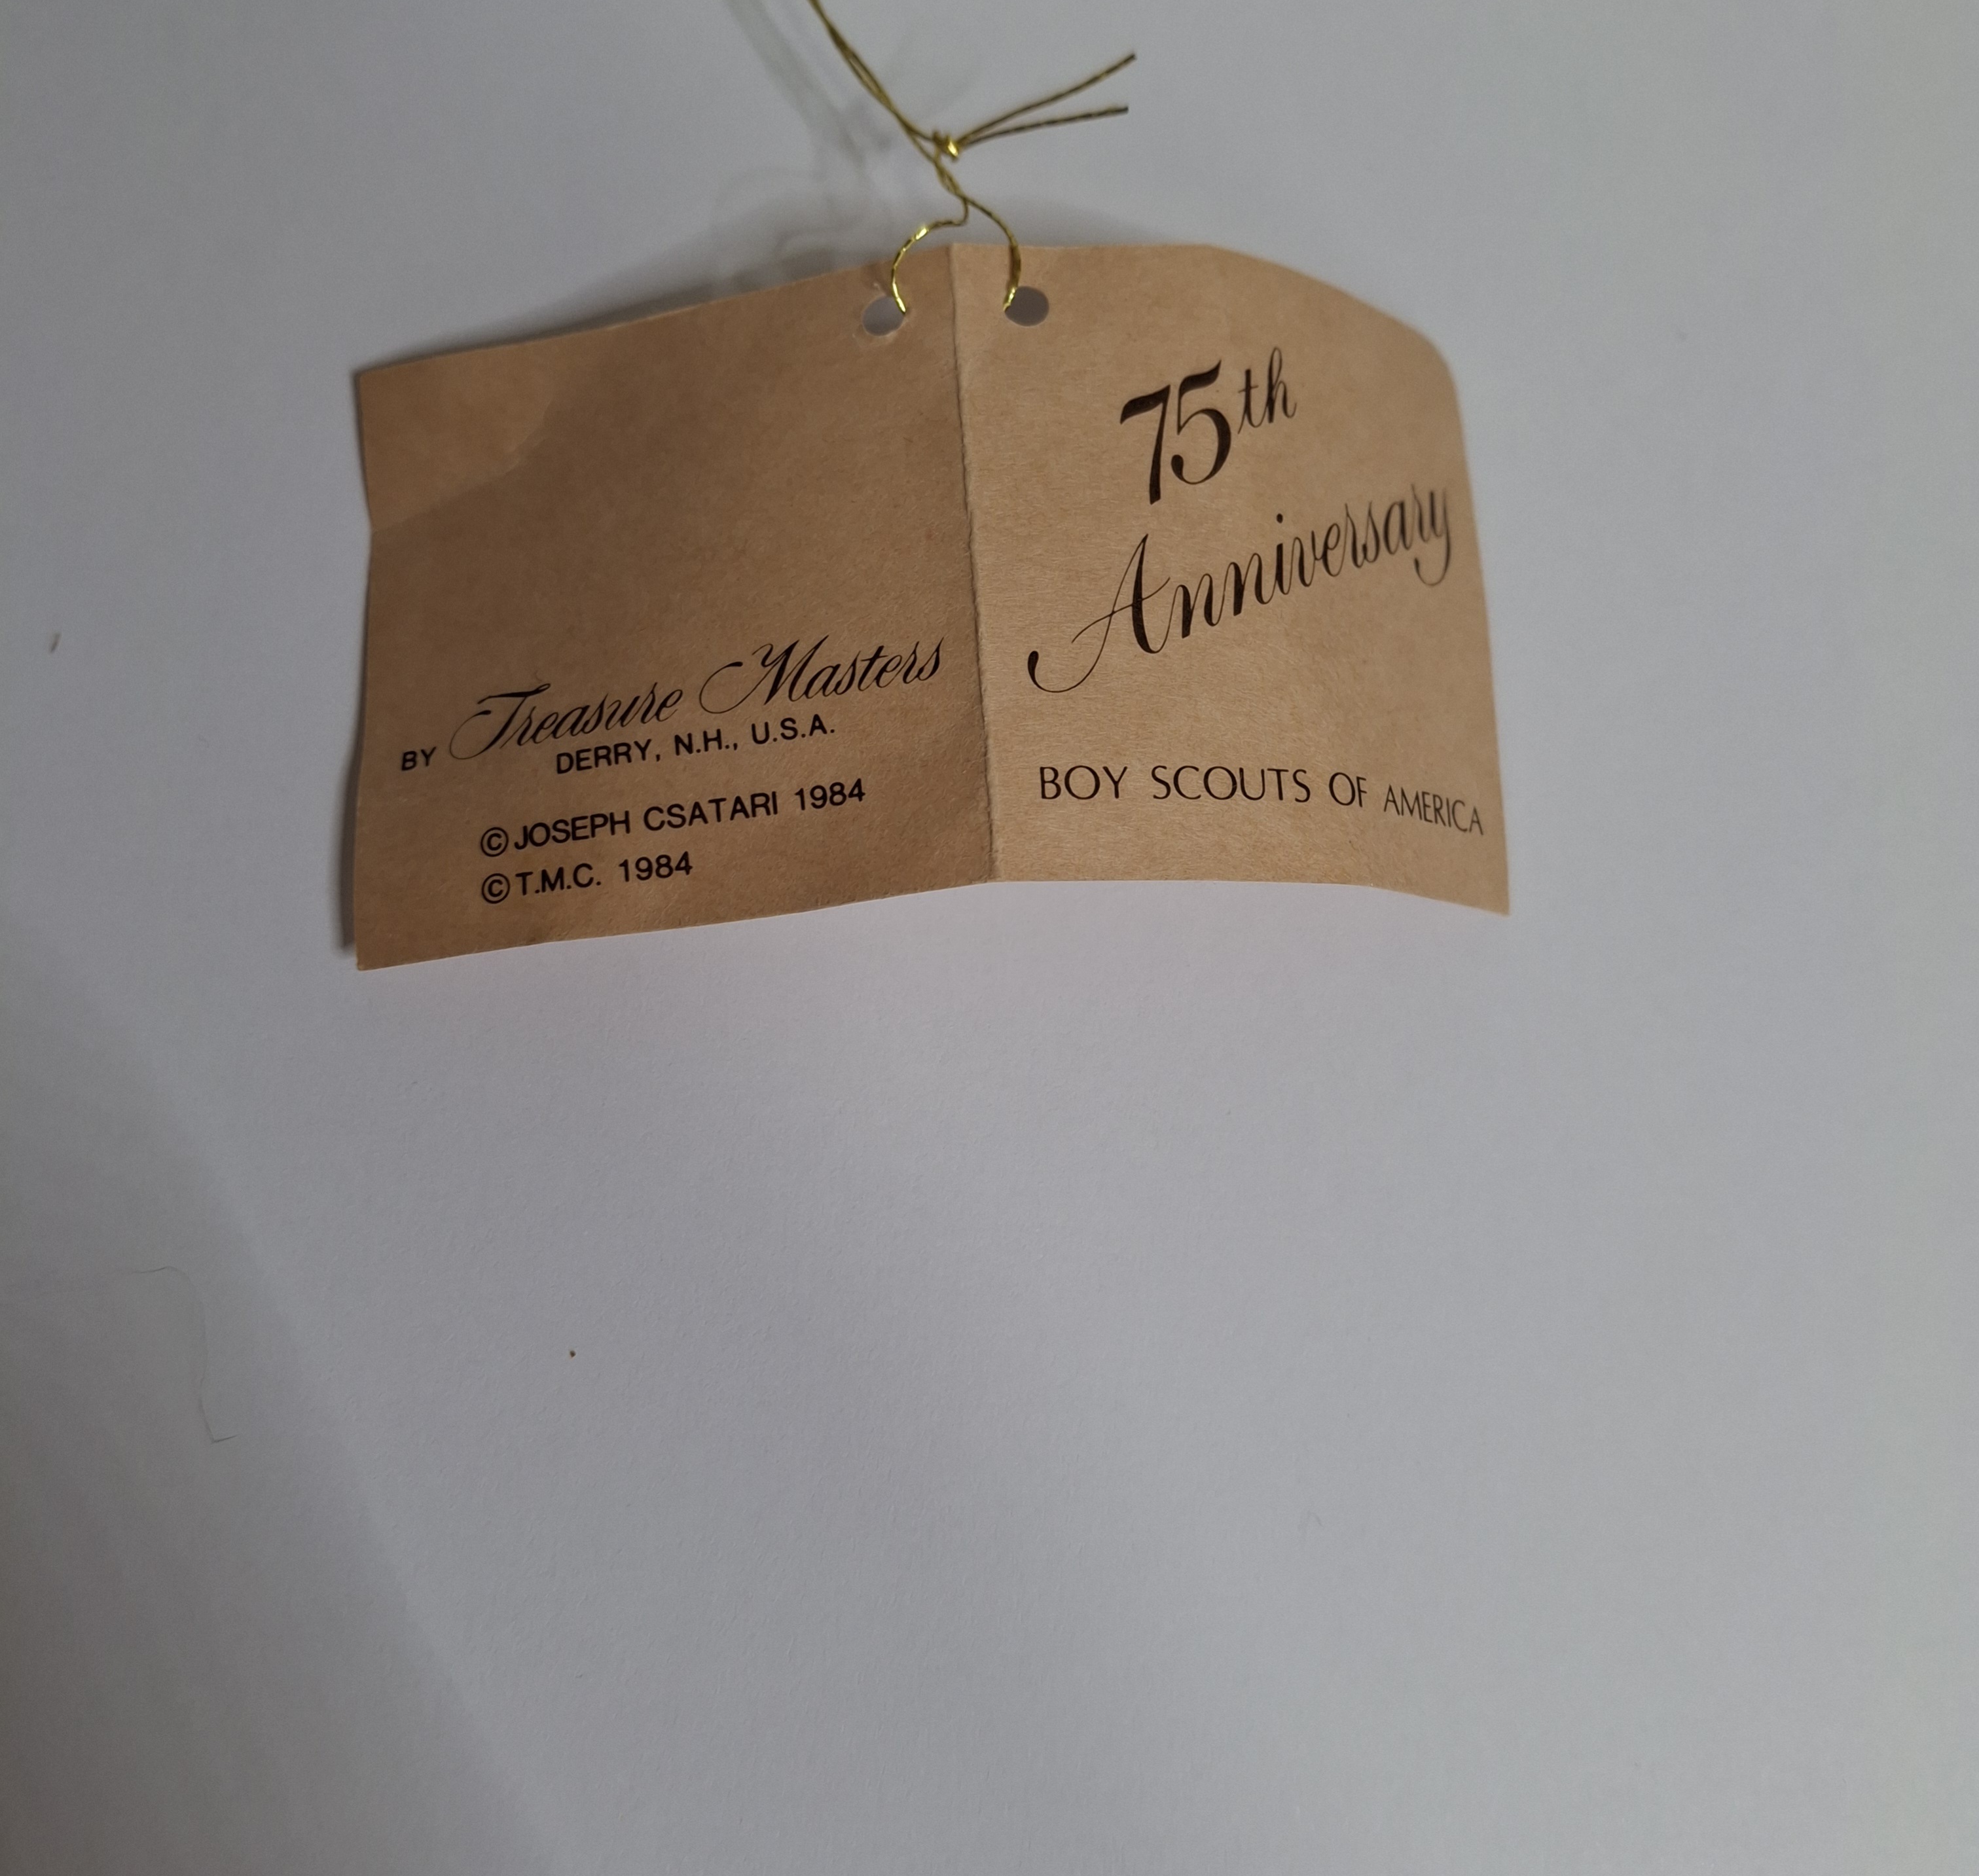 BY Treasure Masters
DERRY, N.H., U.S.A.
© JOSEPH CSATARI 1984
© T.M.C. 1984
75th
Anniversary
BOY SCOUTS OF AMERICA